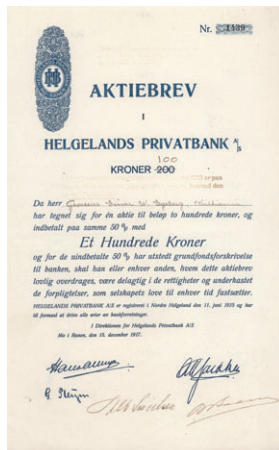 Nr. 1439
AKTIEBREV
I
HELGELANDS PRIVATBANK A/S
100
KRONER 200
Da herr
har tegnet sig for én aktie til beløp to hundrede kroner, og
indbetalt paa samme 50 % med
Et Hundrede Kroner
og for de uindbetalte 50 % har utstedt grundfondsforskrivelse
til banken, skal han eller enhver anden, hvem dette aktiebrev
lovlig overdrages, være delagtig i de rettigheter og underkastet
de forpligtelser, som selskapets love til enhver tid fastsætter.
HELGELANDS PRIVATBANK A/S er registrert i Nordre Helgeland den 11. juni 1915 og har
til formaal at drive alle arter av bankforretninger.
I Direktionen for Helgelands Privatbank A/S
Mo i Ranen, den 15. december 1917.